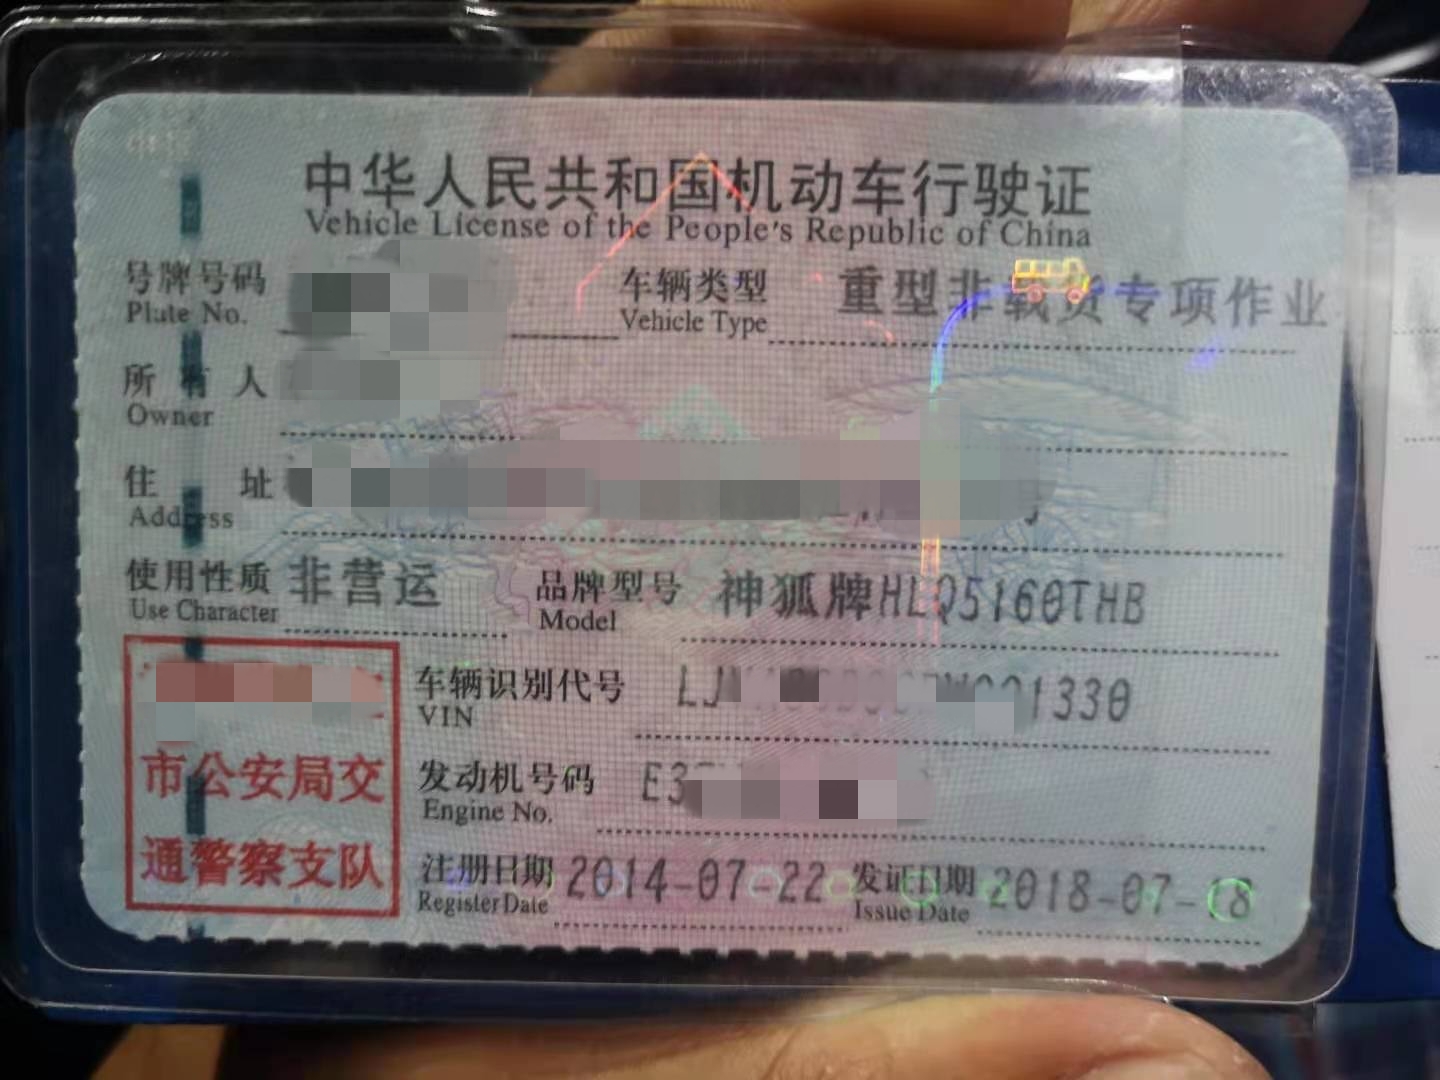 中华人民共和国机动车行驶证
Vehicle License of the People's Republic of China
号牌号码 车辆类型 重型非载货专项作业
Plate No. Vehicle Type
所有人
Owner
住址
Address
使用性质 非营运 品牌型号 神狐牌HLQ5160THB
Use Character Model
车辆识别代号 LJ 1330
VIN
发动机号码 E3
Engine No.
市公安局交
通警察支队
注册日期 2014-07-22 发证日期 2018-07-18
Register Date Issue Date